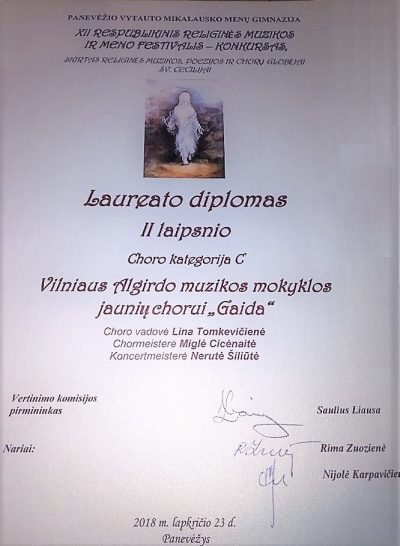 PANEVĖŽIO VYTAUTO MIKALAUSKO MENŲ GIMNAZIJA
XII RESPUBLIKINIS RELIGINĖS MUZIKOS
IR MENO FESTIVALIS – KONKURSAS,
SKIRTAS RELIGINĖS MUZIKOS, POEZIJOS IR CHORŲ GLOBĖJAI
ŠV. CECILIJAI
Laureato diplomas
II laipsnio
Choro kategorija C
Vilniaus Algirdo muzikos mokyklos
jaunių chorui „Gaida“
Choro vadovė Lina Tomkevičienė
Chormeisterė Miglė Cicėnaitė
Koncertmeisterė Nerutė Šiliūtė
Vertinimo komisijos
pirmininkas
Saulius Liausa
Nariai:
Rima Zuozienė
Nijolė Karpavičien
2018 m. lapkričio 23 d.
Panevėžys